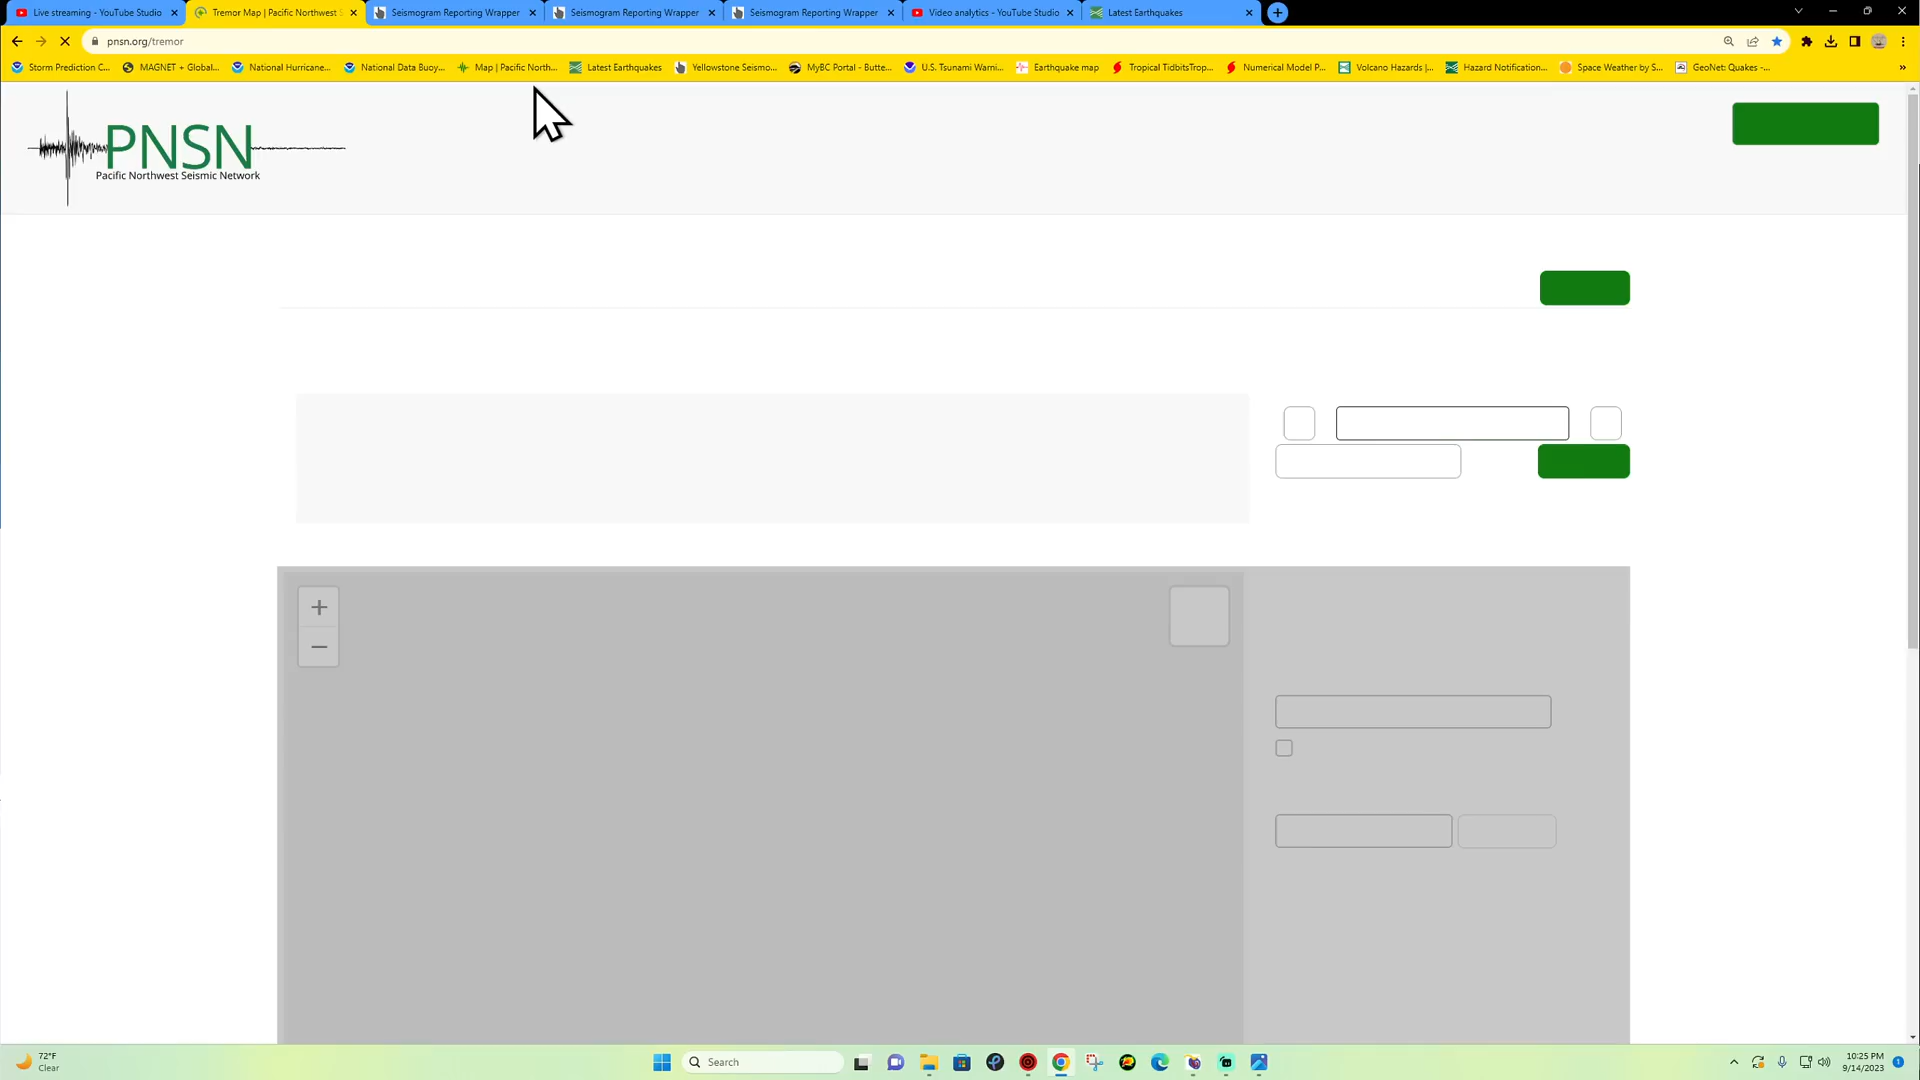 Live streaming - YouTube Studio
Tremor Map | Pacific Northwest S
Seismogram Reporting Wrapper
Seismogram Reporting Wrapper
Seismogram Reporting Wrapper
Video analytics - YouTube Studio
Latest Earthquakes
pnsn.org/tremor
Storm Prediction C...
MAGNET + Global...
National Hurricane...
National Data Buoy...
Map | Pacific North...
Latest Earthquakes
Yellowstone Seismo...
MyBC Portal - Butte...
U.S. Tsunami Warni...
Earthquake map
Tropical TidbitsTrop...
Numerical Model P...
Volcano Hazards |...
Hazard Notification...
Space Weather by S...
GeoNet: Quakes -...
»
PNSN
Pacific Northwest Seismic Network
+
−
72°F
Clear
Search
10:25 PM
9/14/2023
1